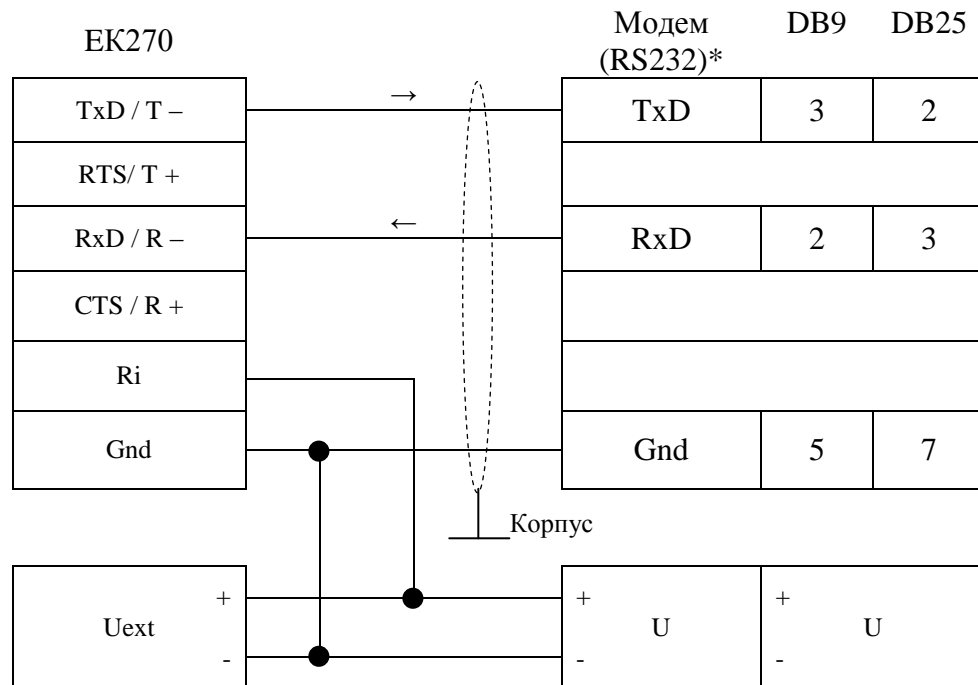 ЕК270
Модем
(RS232)*
DB9
DB25
TxD / T –
→
TxD
3
2
RTS/ T +
RxD / R –
←
RxD
2
3
CTS / R +
Ri
Gnd
Gnd
5
7
Корпус
Uext
+
-
+
-
U
+
-
U